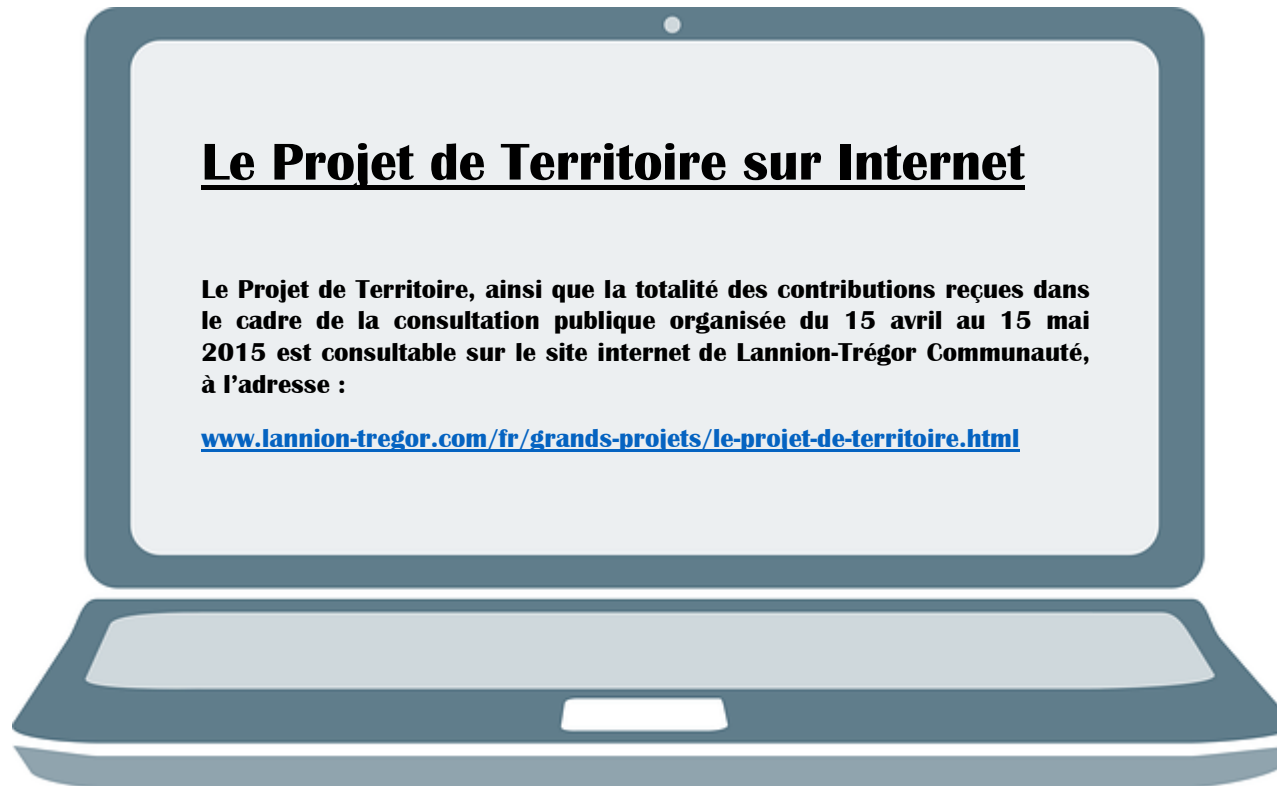 Le Projet de Territoire sur Internet
Le Projet de Territoire, ainsi que la totalité des contributions reçues dans
le cadre de la consultation publique organisée du 15 avril au 15 mai
2015 est consultable sur le site internet de Lannion-Trégor Communauté,
à l’adresse :
www.lannion-tregor.com/fr/grands-projets/le-projet-de-territoire.html